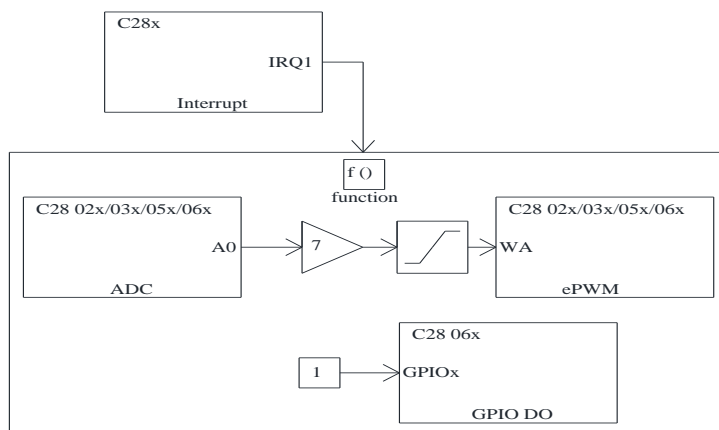 C28x
IRQ1
Interrupt
f ()
function
C28 02x/03x/05x/06x
A0
ADC
7
C28 02x/03x/05x/06x
WA
ePWM
C28 06x
1
GPIOx
GPIO DO